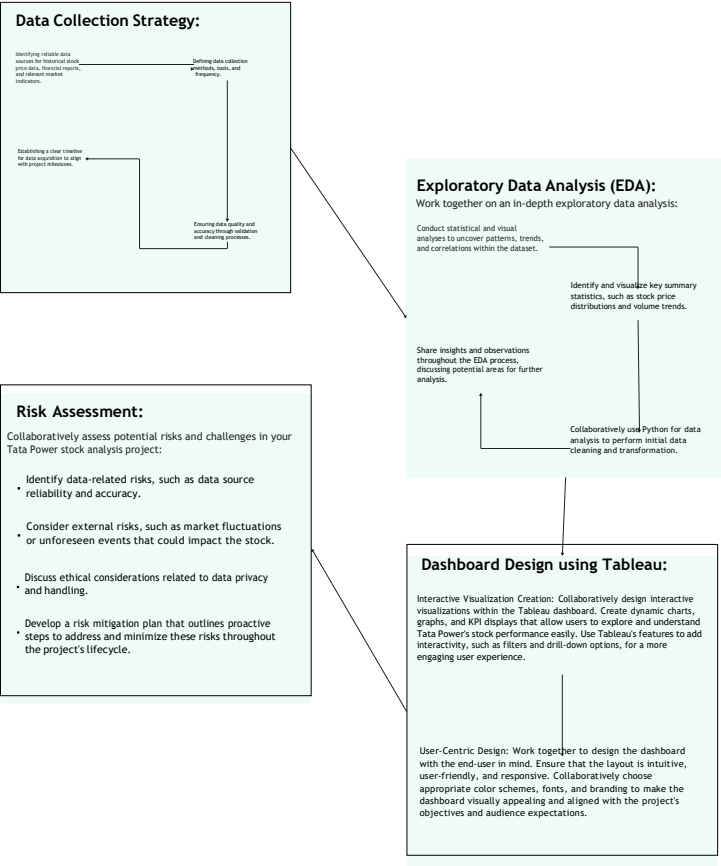 Data Collection Strategy:
Identifying reliable data
sources for historical stock
price data, financial reports,
and relevant market
indicators.
Defining data collection
methods, tools, and
frequency.
Establishing a clear timeline
for data acquisition to align
with project milestones.
Ensuring data quality and
accuracy through validation
and cleaning processes.
Exploratory Data Analysis (EDA):
Work together on an in-depth exploratory data analysis:
Conduct statistical and visual
analyses to uncover patterns, trends,
and correlations within the dataset.
Identify and visualize key summary
statistics, such as stock price
distributions and volume trends.
Share insights and observations
throughout the EDA process,
discussing potential areas for further
analysis.
Collaboratively use Python for data
analysis to perform initial data
cleaning and transformation.
Risk Assessment:
Collaboratively assess potential risks and challenges in your
Tata Power stock analysis project:
• Identify data-related risks, such as data source
reliability and accuracy.
• Consider external risks, such as market fluctuations
or unforeseen events that could impact the stock.
• Discuss ethical considerations related to data privacy
and handling.
• Develop a risk mitigation plan that outlines proactive
steps to address and minimize these risks throughout
the project's lifecycle.
Dashboard Design using Tableau:
Interactive Visualization Creation: Collaboratively design interactive
visualizations within the Tableau dashboard. Create dynamic charts,
graphs, and KPI displays that allow users to explore and understand
Tata Power's stock performance easily. Use Tableau's features to add
interactivity, such as filters and drill-down options, for a more
engaging user experience.
User-Centric Design: Work together to design the dashboard
with the end-user in mind. Ensure that the layout is intuitive,
user-friendly, and responsive. Collaboratively choose
appropriate color schemes, fonts, and branding to make the
dashboard visually appealing and aligned with the project's
objectives and audience expectations.